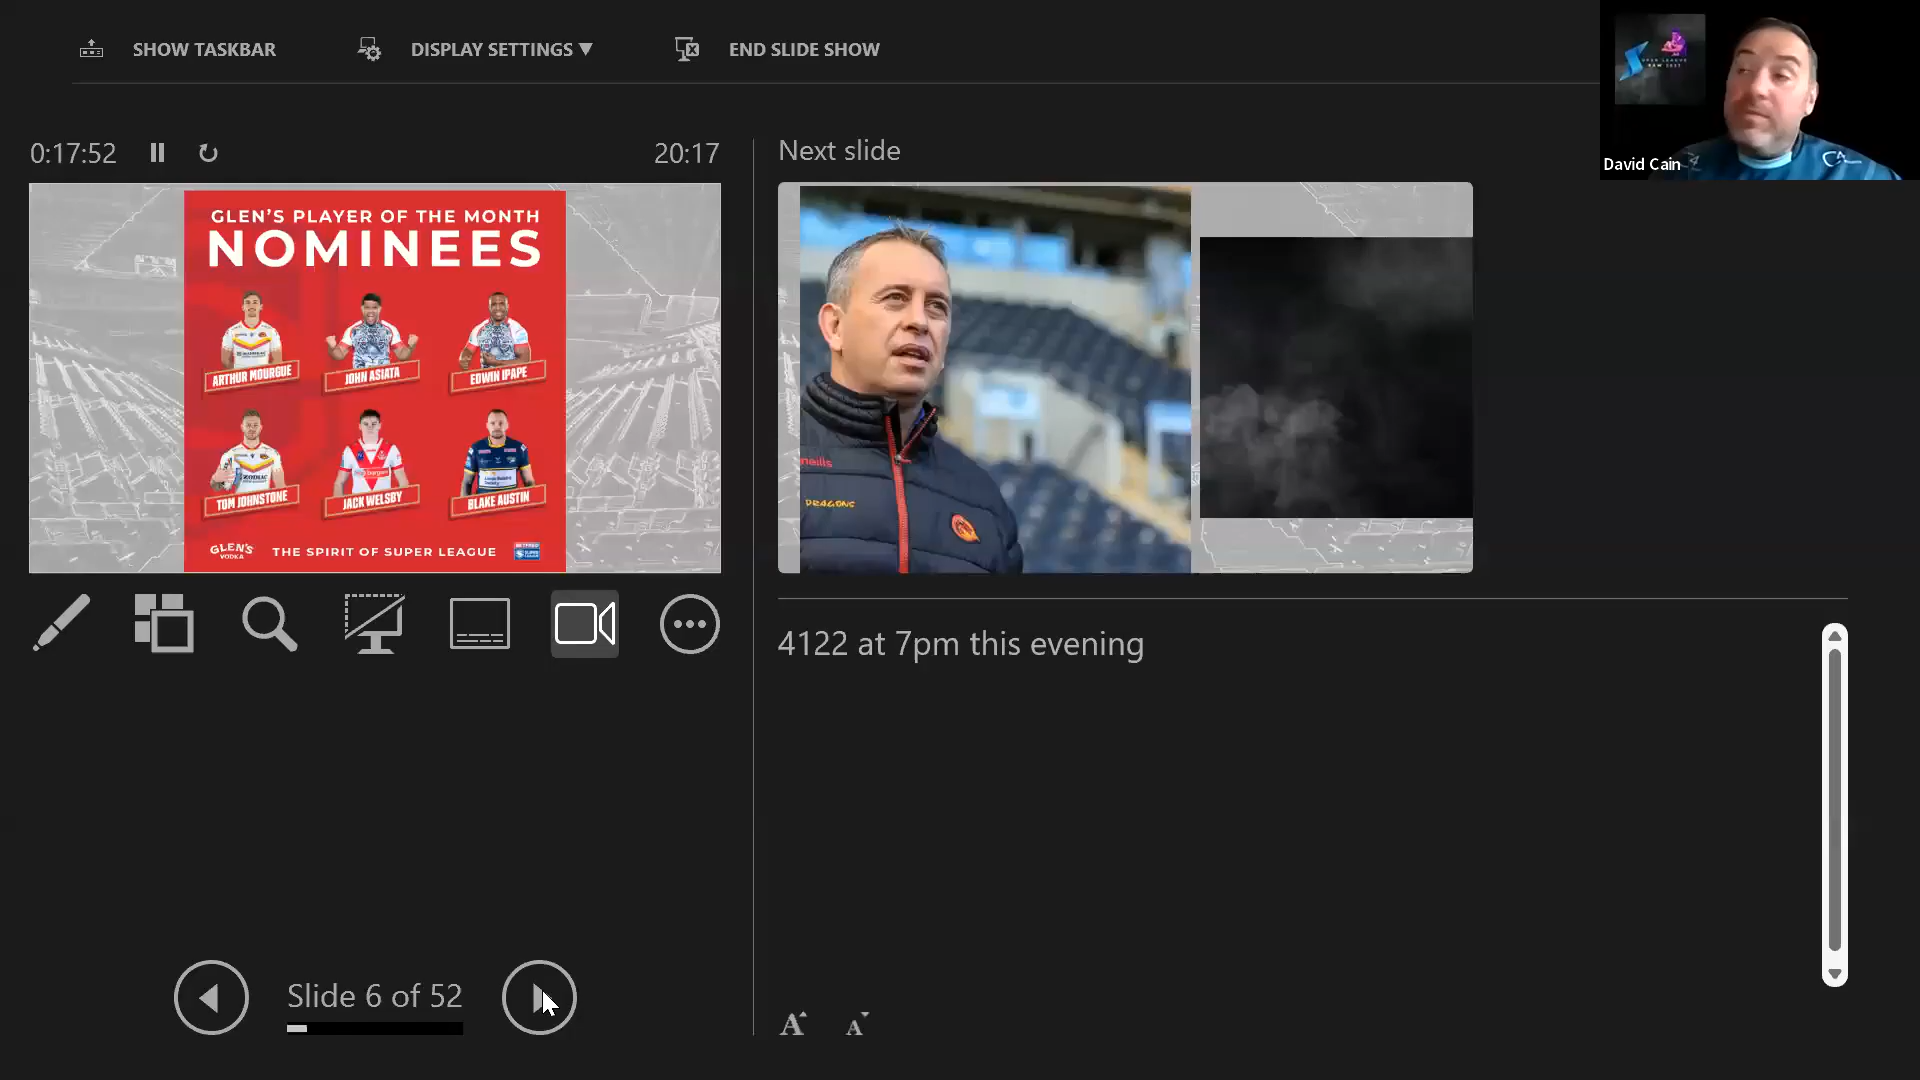 SHOW TASKBAR
DISPLAY SETTINGS ▼
END SLIDE SHOW
David Cain
0:17:52
20:17
Next slide
GLEN'S PLAYER OF THE MONTH
NOMINEES
ARTHUR MOURGUE
JOHN ASIATA
EDWIN IPAPE
TOM JOHNSTONE
JACK WELSBY
BLAKE AUSTIN
GLEN'S
VODKA
THE SPIRIT OF SUPER LEAGUE
neills
DRAGONS
4122 at 7pm this evening
Slide 6 of 52
A
A